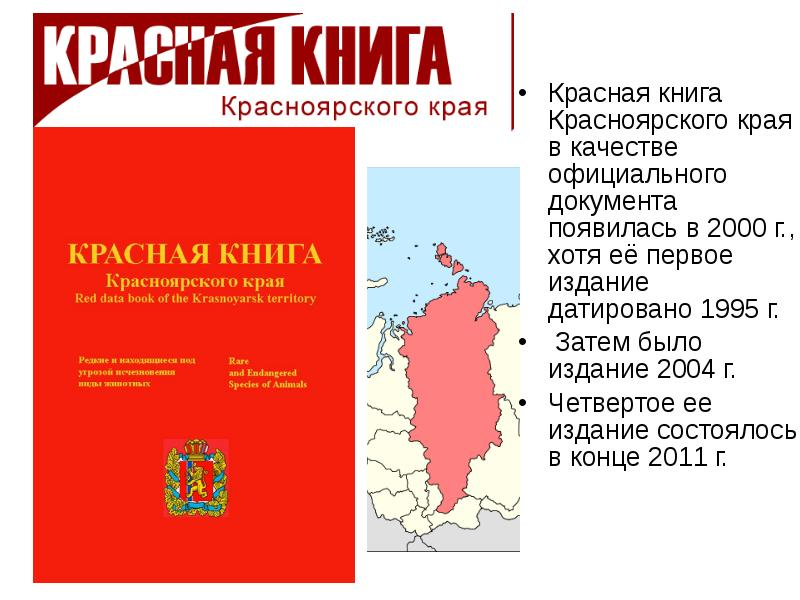 КРАСНАЯ КНИГА
Красноярского края
КРАСНАЯ КНИГА
Красноярского края
Red data book of the Krasnoyarsk territory
Редкие и находящиеся под
угрозой исчезновения
виды животных
Rare
and Endangered
Species of Animals
• Красная книга
Красноярского края
в качестве
официального
документа
появилась в 2000 г.,
хотя её первое
издание
датировано 1995 г.
• Затем было
издание 2004 г.
• Четвертое ее
издание состоялось
в конце 2011 г.